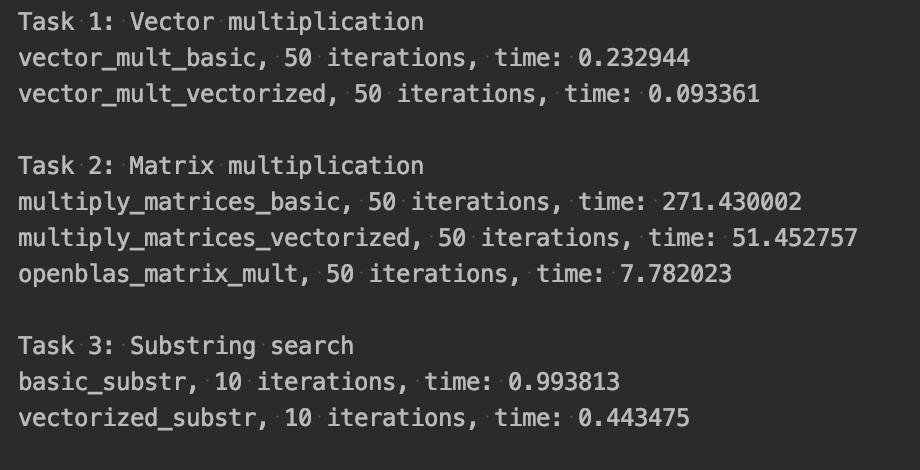 Task 1: Vector multiplication
vector_mult_basic, 50 iterations, time: 0.232944
vector_mult_vectorized, 50 iterations, time: 0.093361
Task 2: Matrix multiplication
multiply_matrices_basic, 50 iterations, time: 271.430002
multiply_matrices_vectorized, 50 iterations, time: 51.452757
openblas_matrix_mult, 50 iterations, time: 7.782023
Task 3: Substring search
basic_substr, 10 iterations, time: 0.993813
vectorized_substr, 10 iterations, time: 0.443475